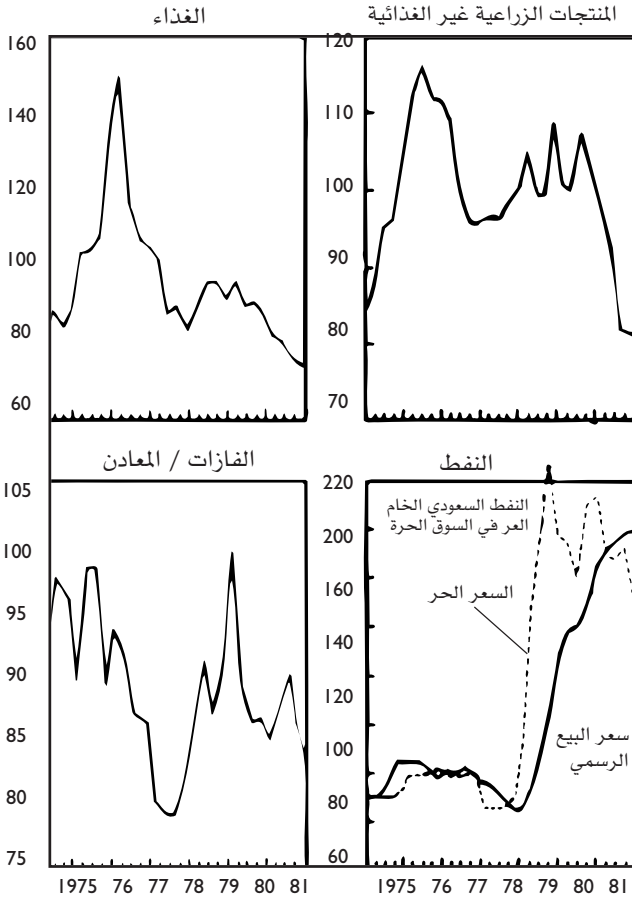 الغذاء
160
140
120
100
80
60
المنتجات الزراعية غير الغذائية
120
110
100
90
80
70
الفازات / المعادن
105
100
95
90
85
80
75
1975 76 77 78 79 80 81
النفط
220
200
160
140
120
100
80
60
النفط السعودي الخام
العر في السوق الحرة
السعر الحر
سعر البيع
الرسمي
1975 76 77 78 79 80 81